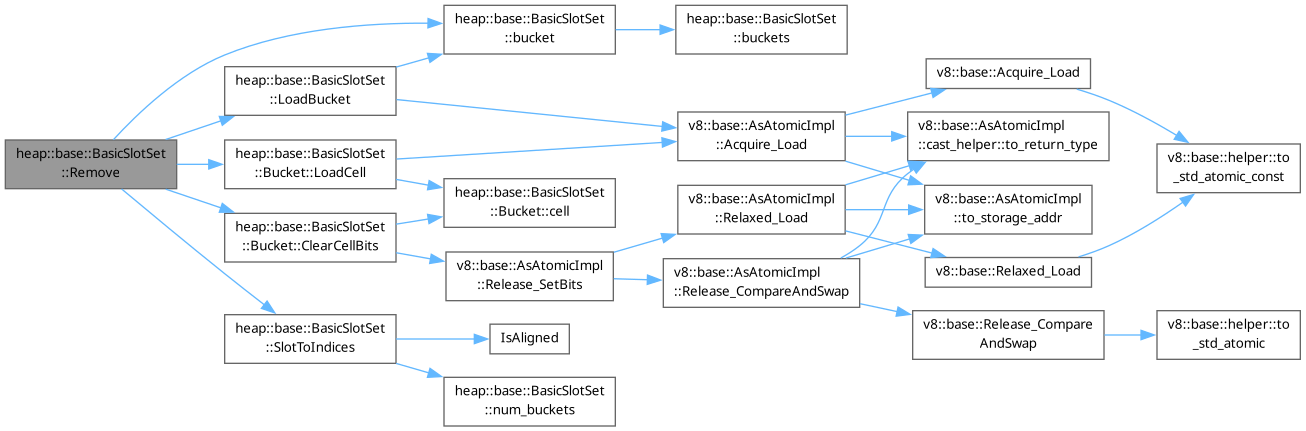 heap::base::BasicSlotSet
::Remove
heap::base::BasicSlotSet
::bucket
heap::base::BasicSlotSet
::buckets
heap::base::BasicSlotSet
::LoadBucket
heap::base::BasicSlotSet
::Bucket::LoadCell
heap::base::BasicSlotSet
::Bucket::cell
heap::base::BasicSlotSet
::Bucket::ClearCellBits
v8::base::AsAtomicImpl
::Release_SetBits
heap::base::BasicSlotSet
::SlotToIndices
IsAligned
heap::base::BasicSlotSet
::num_buckets
v8::base::AsAtomicImpl
::Acquire_Load
v8::base::AsAtomicImpl
::Relaxed_Load
v8::base::AsAtomicImpl
::Release_CompareAndSwap
v8::base::Acquire_Load
v8::base::AsAtomicImpl
::cast_helper::to_return_type
v8::base::AsAtomicImpl
::to_storage_addr
v8::base::Relaxed_Load
v8::base::Release_Compare
AndSwap
v8::base::helper::to
_std_atomic_const
v8::base::helper::to
_std_atomic